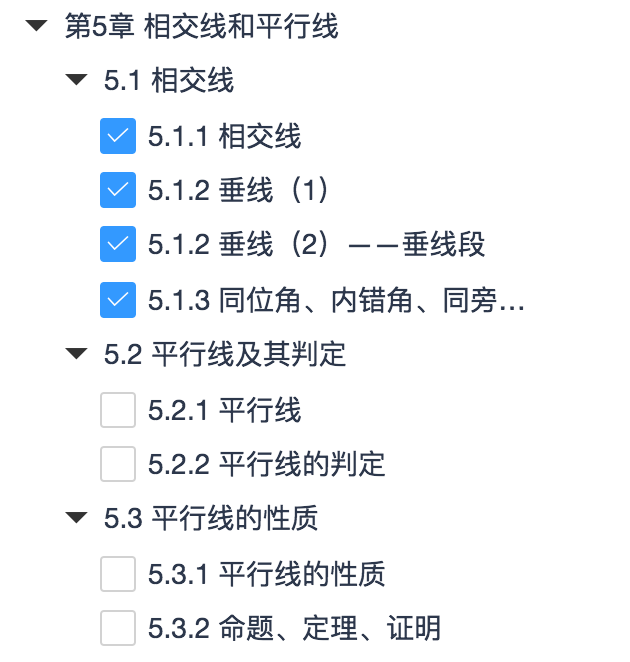 第5章 相交线和平行线
5.1 相交线
5.1.1 相交线
5.1.2 垂线（1）
5.1.2 垂线（2）——垂线段
5.1.3 同位角、内错角、同旁...
5.2 平行线及其判定
5.2.1 平行线
5.2.2 平行线的判定
5.3 平行线的性质
5.3.1 平行线的性质
5.3.2 命题、定理、证明